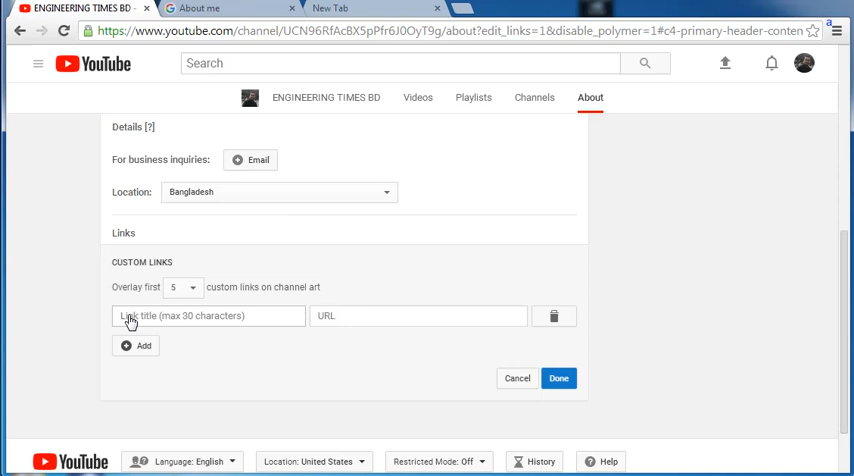 ENGINEERING TIMES BD -
About me
New Tab
https://www.youtube.com/channel/UCN96RfAcBX5pPfr6J0OyT9g/about?edit_links=1&disable_polymer=1#c4-primary-header-conten
YouTube
Search
ENGINEERING TIMES BD
Videos
Playlists
Channels
About
Details [?]
For business inquiries:
Email
Location:
Bangladesh
Links
CUSTOM LINKS
Overlay first 5 custom links on channel art
Link title (max 30 characters)
URL
Add
Cancel
Done
YouTube
Language: English
Location: United States
Restricted Mode: Off
History
Help